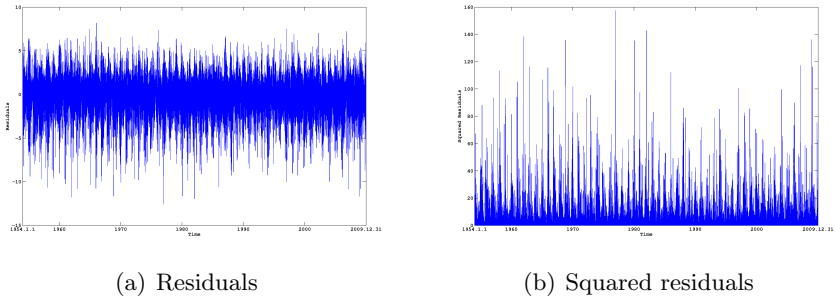 10
5
0
-5
-10
-15
Residuals
1954.1.1 1960 1970 1980 1990 2000 2009.12.31
Time
160
140
120
100
80
60
40
20
0
Squared Residuals
1954.1.1 1960 1970 1980 1990 2000 2009.12.31
Time
(a) Residuals
(b) Squared residuals